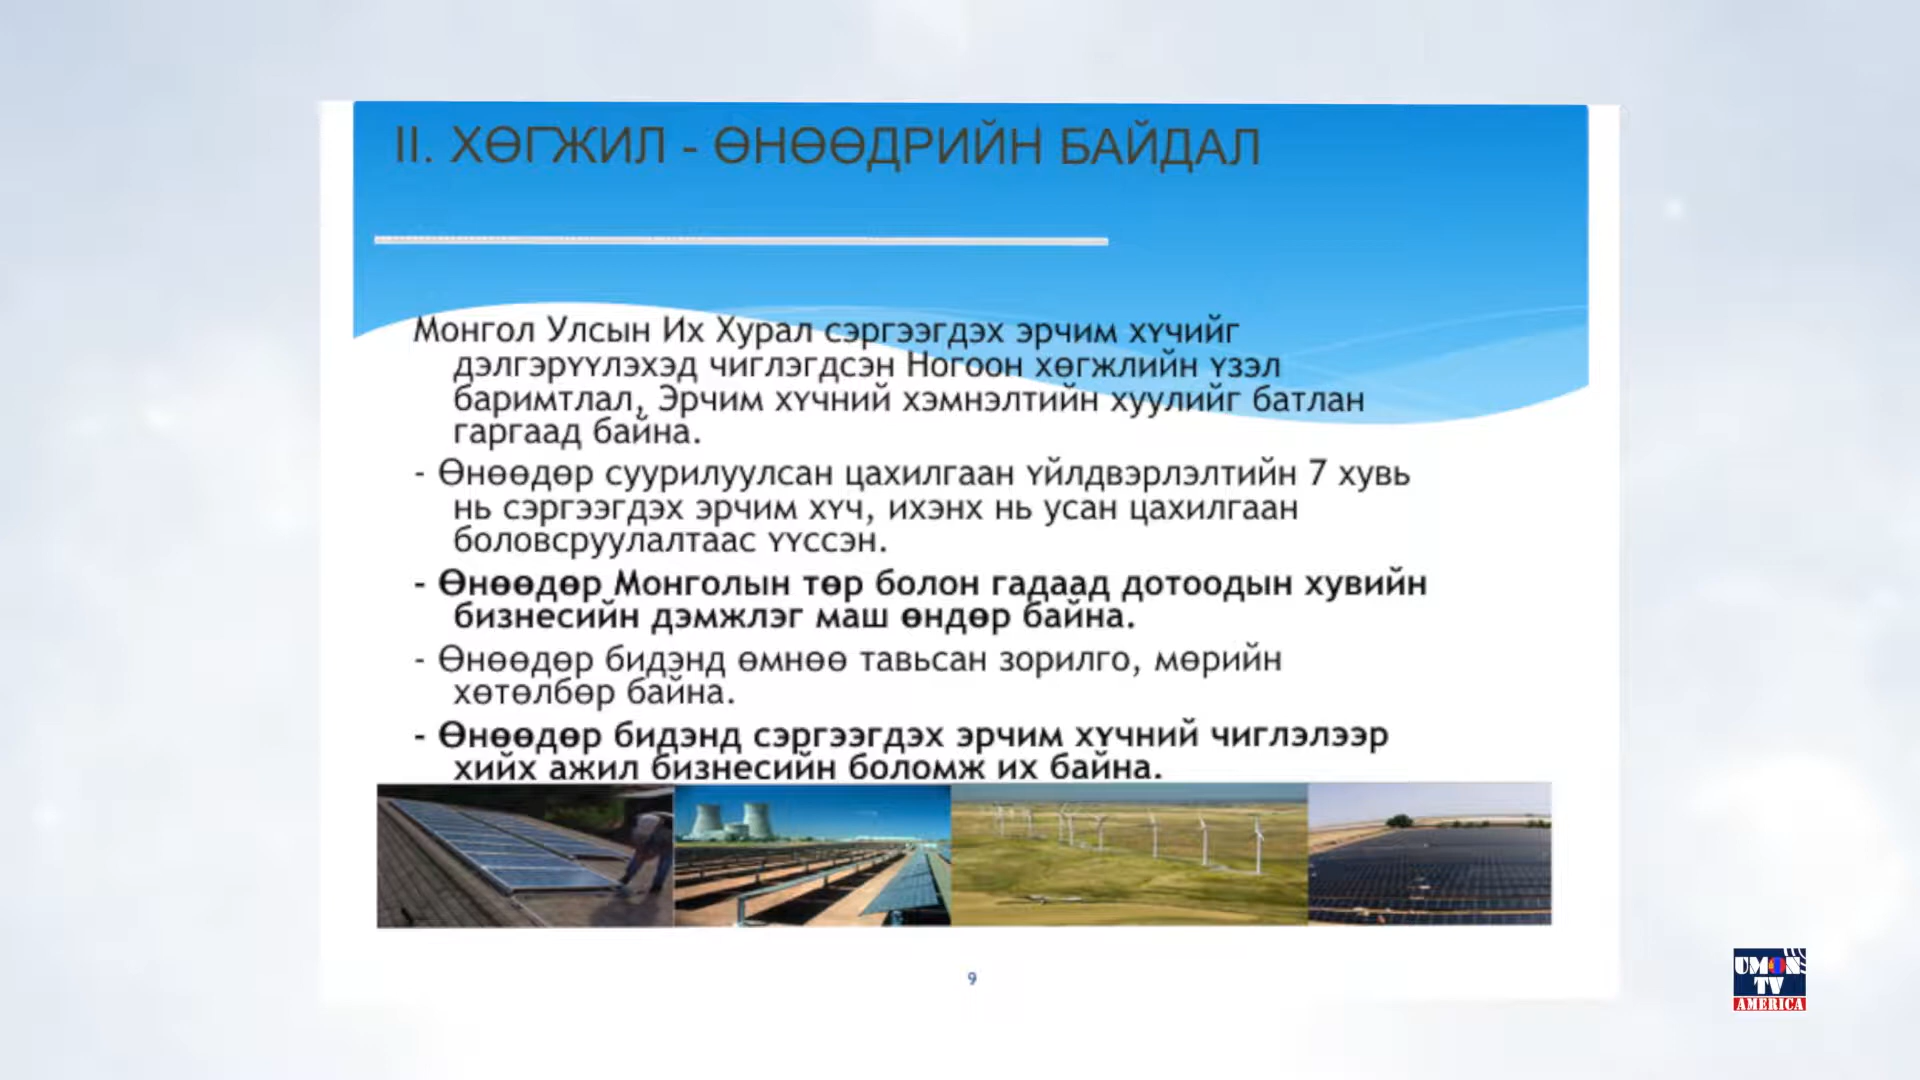 II. ХӨГЖИЛ - ӨНӨӨДРИЙН БАЙДАЛ
Монгол Улсын Их Хурал сэргээгдэх эрчим хүчийг
дэлгэрүүлэхэд чиглэгдсэн Ногоон хөгжлийн үзэл
баримтлал, Эрчим хүчний хэмнэлтийн хуулийг батлан
гаргаад байна.
- Өнөөдөр суурилуулсан цахилгаан үйлдвэрлэлтийн 7 хувь
нь сэргээгдэх эрчим хүч, ихэнх нь усан цахилгаан
боловсруулалтаас үүссэн.
- Өнөөдөр Монголын төр болон гадаад дотоодын хувийн
бизнесийн дэмжлэг маш өндөр байна.
- Өнөөдөр бидэнд өмнөө тавьсан зорилго, мөрийн
хөтөлбөр байна.
- Өнөөдөр бидэнд сэргээгдэх эрчим хүчний чиглэлээр
хийх ажил бизнесийн боломж их байна.
9
UMON
TV
AMERICA